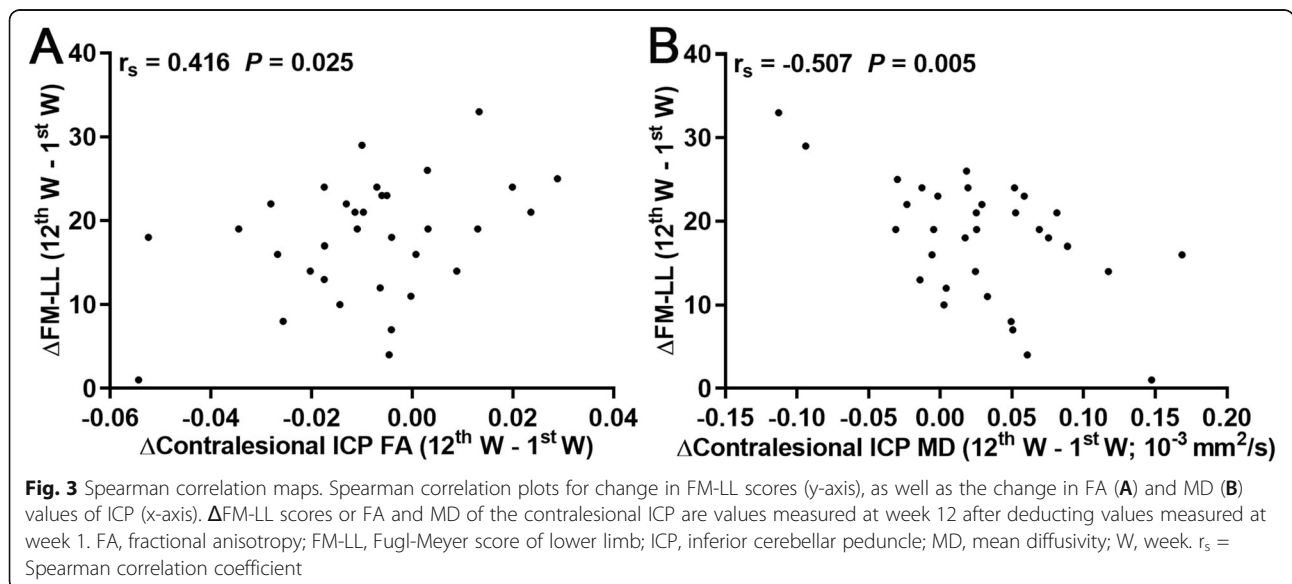 A
r_s = 0.416 P = 0.025
ΔFM-LL (12th W - 1st W)
40
30
20
10
0
-0.06 -0.04 -0.02 0.00 0.02 0.04
ΔContralesional ICP FA (12th W - 1st W)
B
r_s = -0.507 P = 0.005
ΔFM-LL (12th W - 1st W)
40
30
20
10
0
-0.15 -0.10 -0.05 0.00 0.05 0.10 0.15 0.20
ΔContralesional ICP MD (12th W - 1st W; 10-3 mm2/s)
Fig. 3 Spearman correlation maps. Spearman correlation plots for change in FM-LL scores (y-axis), as well as the change in FA (A) and MD (B)
values of ICP (x-axis). ΔFM-LL scores or FA and MD of the contralesional ICP are values measured at week 12 after deducting values measured at
week 1. FA, fractional anisotropy; FM-LL, Fugl-Meyer score of lower limb; ICP, inferior cerebellar peduncle; MD, mean diffusivity; W, week. r_s =
Spearman correlation coefficient